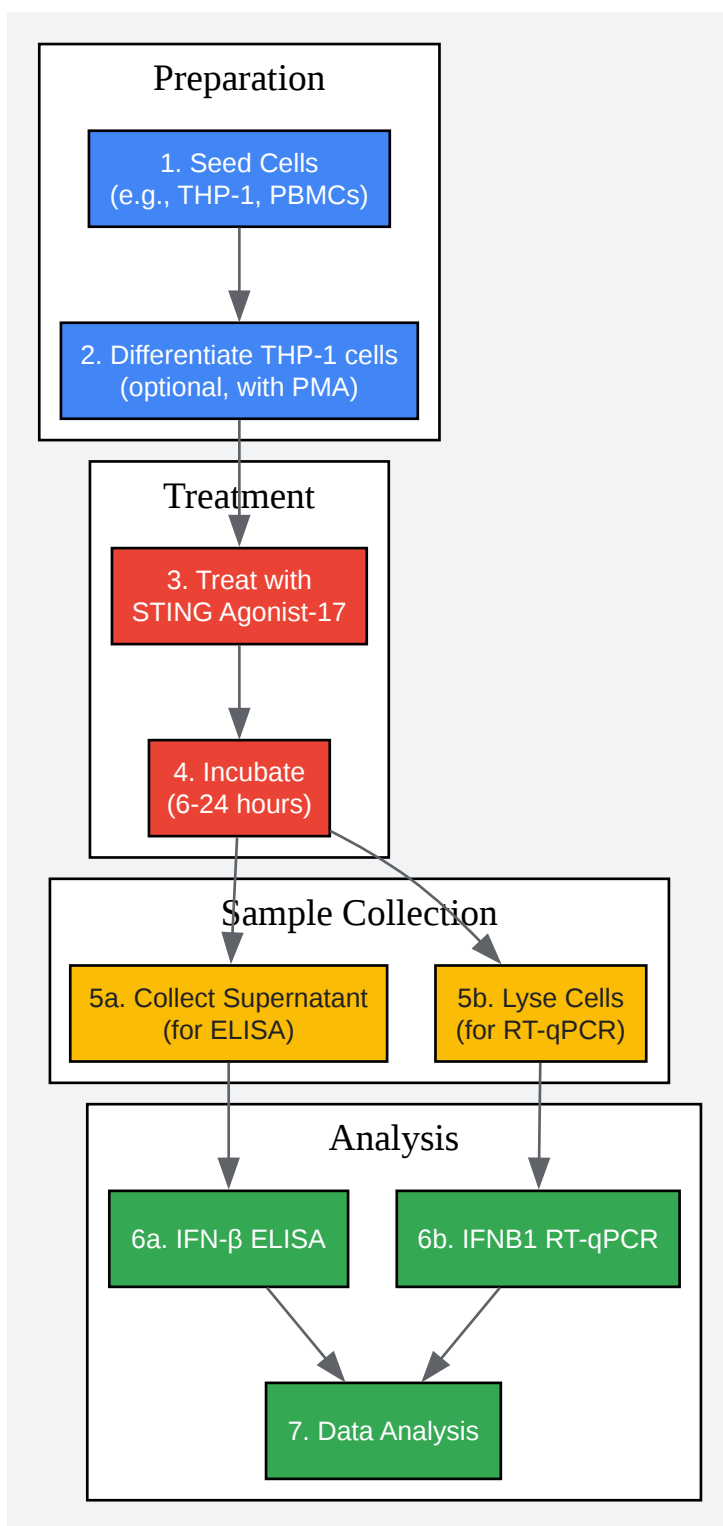 Preparation
1. Seed Cells
(e.g., THP-1, PBMCs)
2. Differentiate THP-1 cells
(optional, with PMA)
Treatment
3. Treat with
STING Agonist-17
4. Incubate
(6-24 hours)
Sample Collection
5a. Collect Supernatant
(for ELISA)
5b. Lyse Cells
(for RT-qPCR)
Analysis
6a. IFN-β ELISA
6b. IFNB1 RT-qPCR
7. Data Analysis